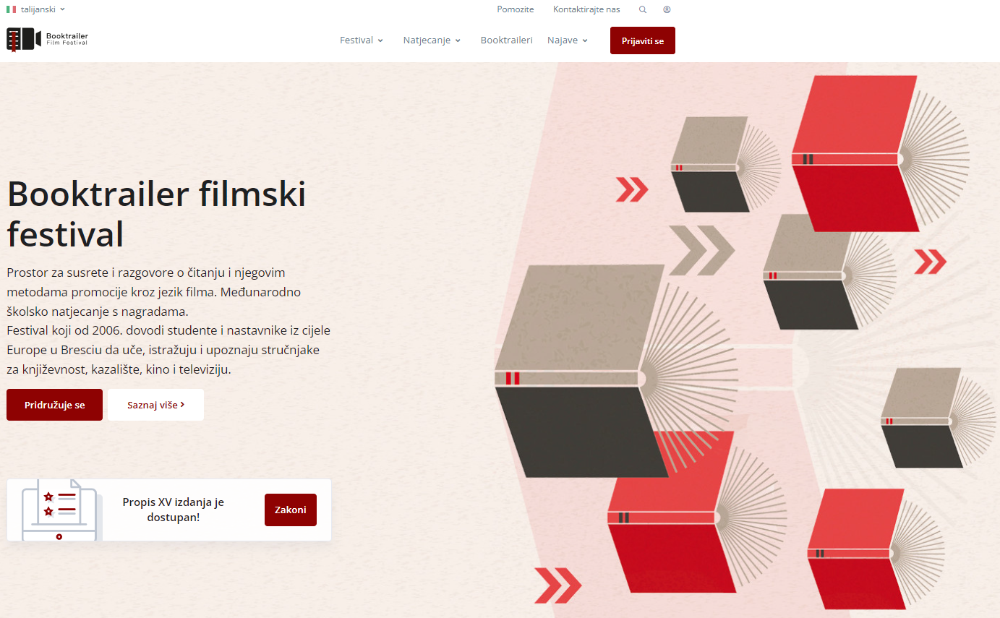 talijanski
Pomozite
Kontaktirajte nas
Booktrailer
Film Festival
Festival
Natjecanje
Booktraileri
Najave
Prijaviti se
Booktrailer filmski
festival
Prostor za susrete i razgovore o čitanju i njegovim
metodama promocije kroz jezik filma. Međunarodno
školsko natjecanje s nagradama.
Festival koji od 2006. dovodi studente i nastavnike iz cijele
Europe u Bresciu da uče, istražuju i upoznaju stručnjake
za književnost, kazalište, kino i televiziju.
Pridružuje se
Saznaj više
Propis XV izdanja je
dostupan!
Zakoni